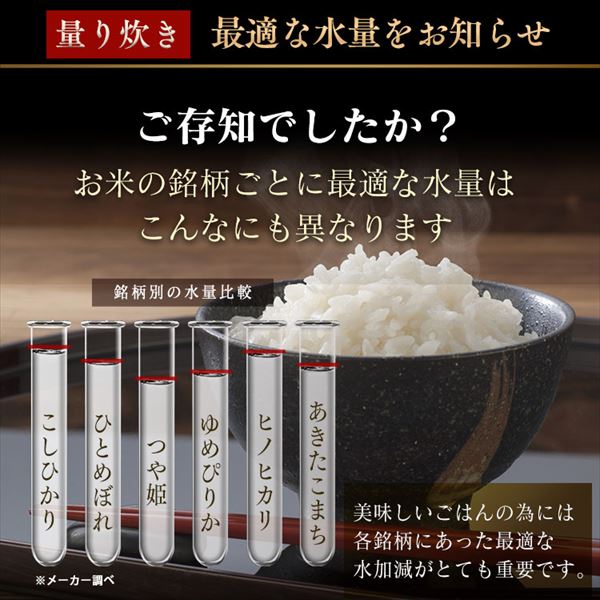 量り炊き 最適な水量をお知らせ
ご存知でしたか？
お米の銘柄ごとに最適な水量は
こんなにも異なります
銘柄別の水量比較
こしひかり
ひとめぼれ
つや姫
ゆめぴりか
ヒノヒカリ
あきたこまち
※メーカー調べ
美味しいごはんの為には
各銘柄にあった最適な
水加減がとても重要です。